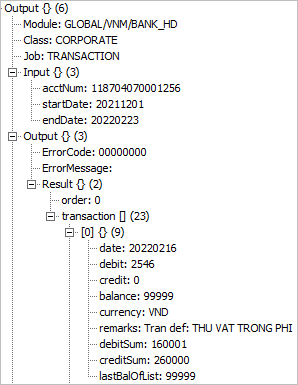 Output {} (6)
Module: GLOBAL/VNM/BANK_HD
Class: CORPORATE
Job: TRANSACTION
Input {} (3)
acctNum: 118704070001256
startDate: 20211201
endDate: 20220223
Output {} (3)
ErrorCode: 00000000
ErrorMessage:
Result {} (2)
order: 0
transaction [] (23)
[0] {} (9)
date: 20220216
debit: 2546
credit: 0
balance: 99999
currency: VND
remarks: Tran def: THU VAT TRONG PHI
debitSum: 160001
creditSum: 260000
lastBalOfList: 99999